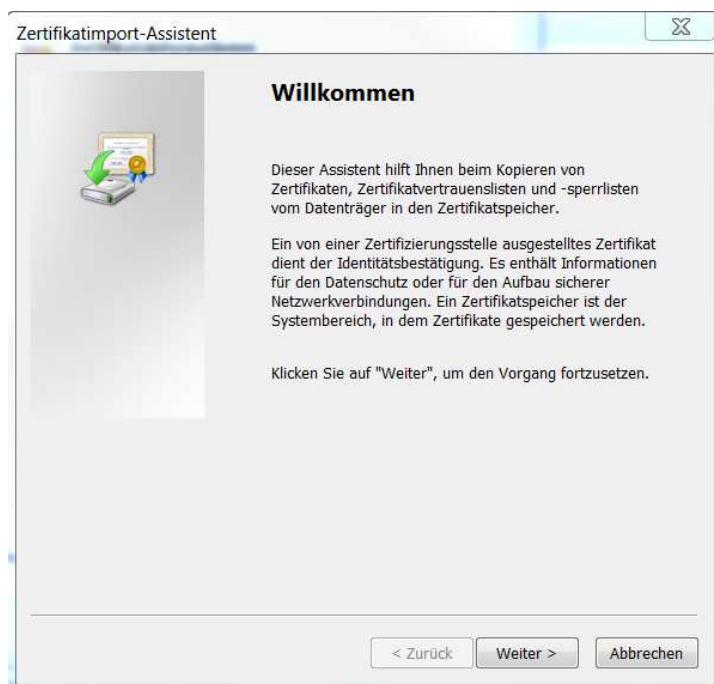 Zertifikatimport-Assistent
Willkommen
Dieser Assistent hilft Ihnen beim Kopieren von
Zertifikaten, Zertifikatvertrauenslisten und -sperrlisten
vom Datenträger in den Zertifikatspeicher.
Ein von einer Zertifizierungsstelle ausgestelltes Zertifikat
dient der Identitätsbestätigung. Es enthält Informationen
für den Datenschutz oder für den Aufbau sicherer
Netzwerkverbindungen. Ein Zertifikatspeicher ist der
Systembereich, in dem Zertifikate gespeichert werden.
Klicken Sie auf "Weiter", um den Vorgang fortzusetzen.
< Zurück Weiter > Abbrechen